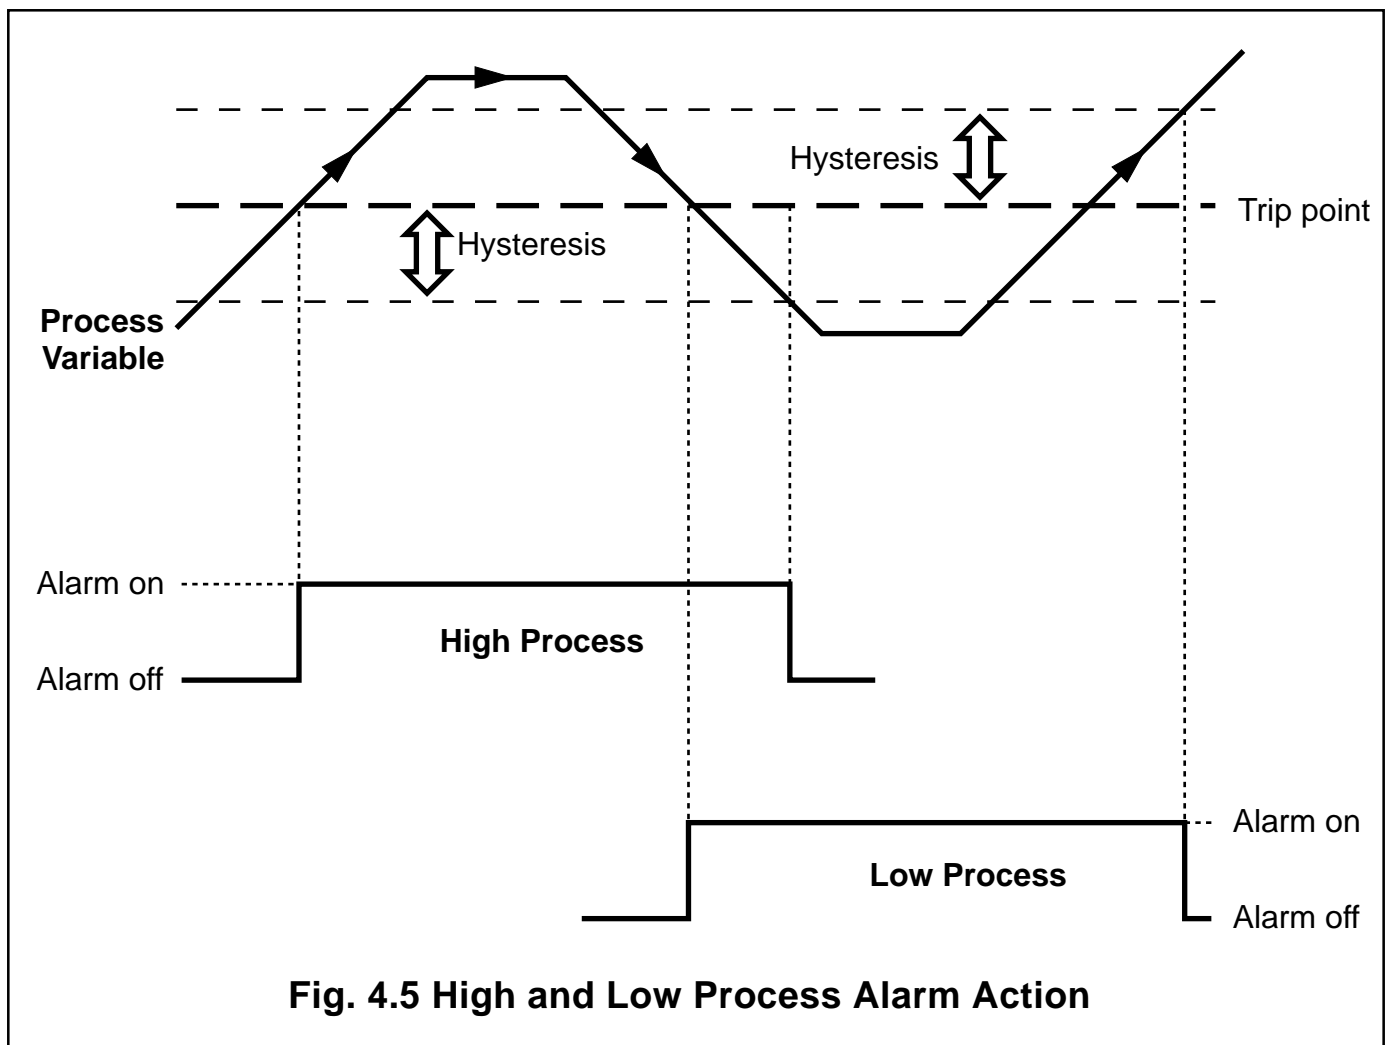 Hysteresis
Trip point
Hysteresis
Process
Variable
Alarm on
High Process
Alarm off
Alarm on
Low Process
Alarm off
Fig. 4.5 High and Low Process Alarm Action